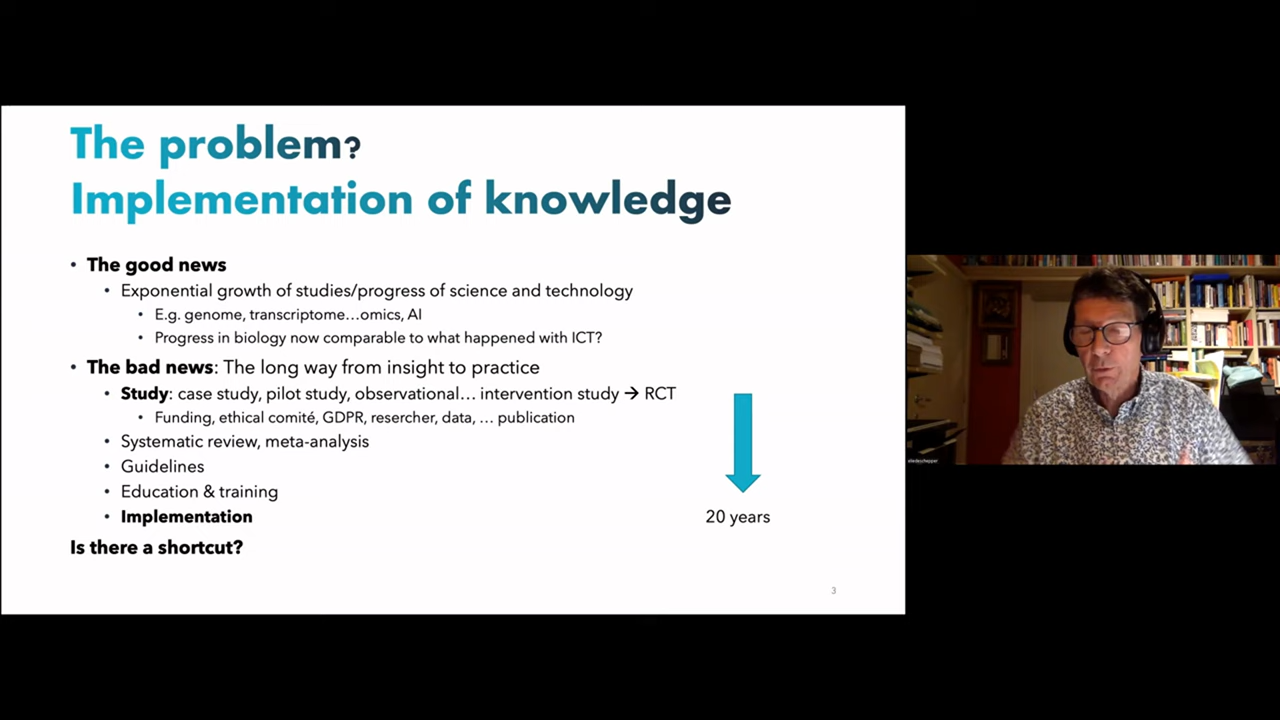 The problem?
Implementation of knowledge
• The good news
• Exponential growth of studies/progress of science and technology
• E.g. genome, transcriptome…omics, AI
• Progress in biology now comparable to what happened with ICT?
• The bad news: The long way from insight to practice
• Study: case study, pilot study, observational… intervention study → RCT
• Funding, ethical comité, GDPR, resercher, data, … publication
• Systematic review, meta-analysis
• Guidelines
• Education & training
• Implementation
20 years
Is there a shortcut?
3